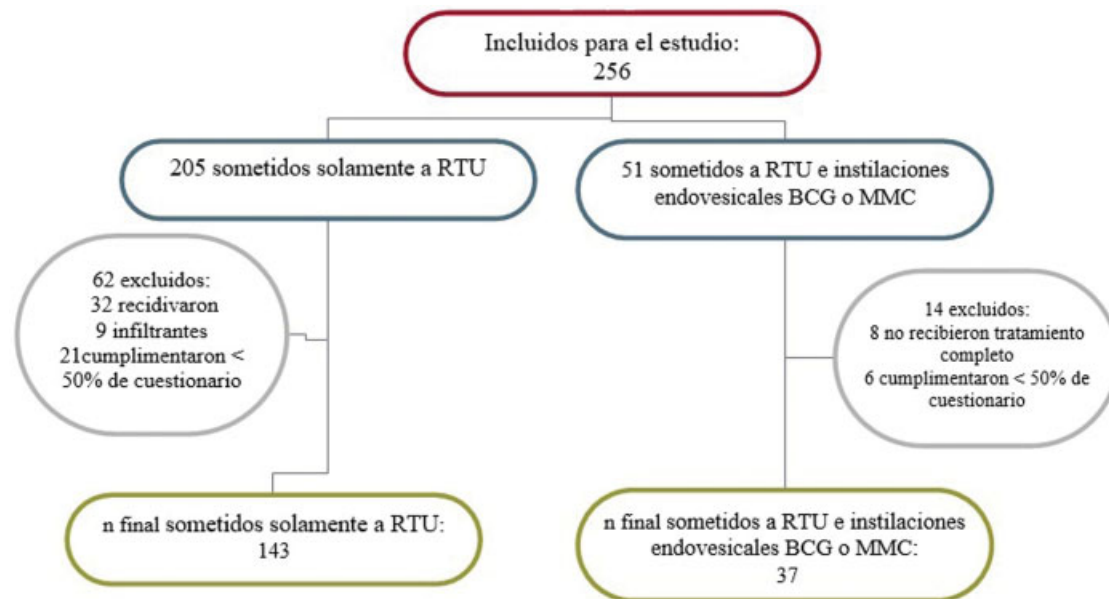 Incluidos para el estudio:
256
205 sometidos solamente a RTU
51 sometidos a RTU e instilaciones
endovesicales BCG o MMC
62 excluidos:
32 recidivaron
9 infiltrantes
21cumplimentaron <
50% de cuestionario
14 excluidos:
8 no recibieron tratamiento
completo
6 cumplimentaron < 50% de
cuestionario
n final sometidos solamente a RTU:
143
n final sometidos a RTU e instilaciones
endovesicales BCG o MMC:
37